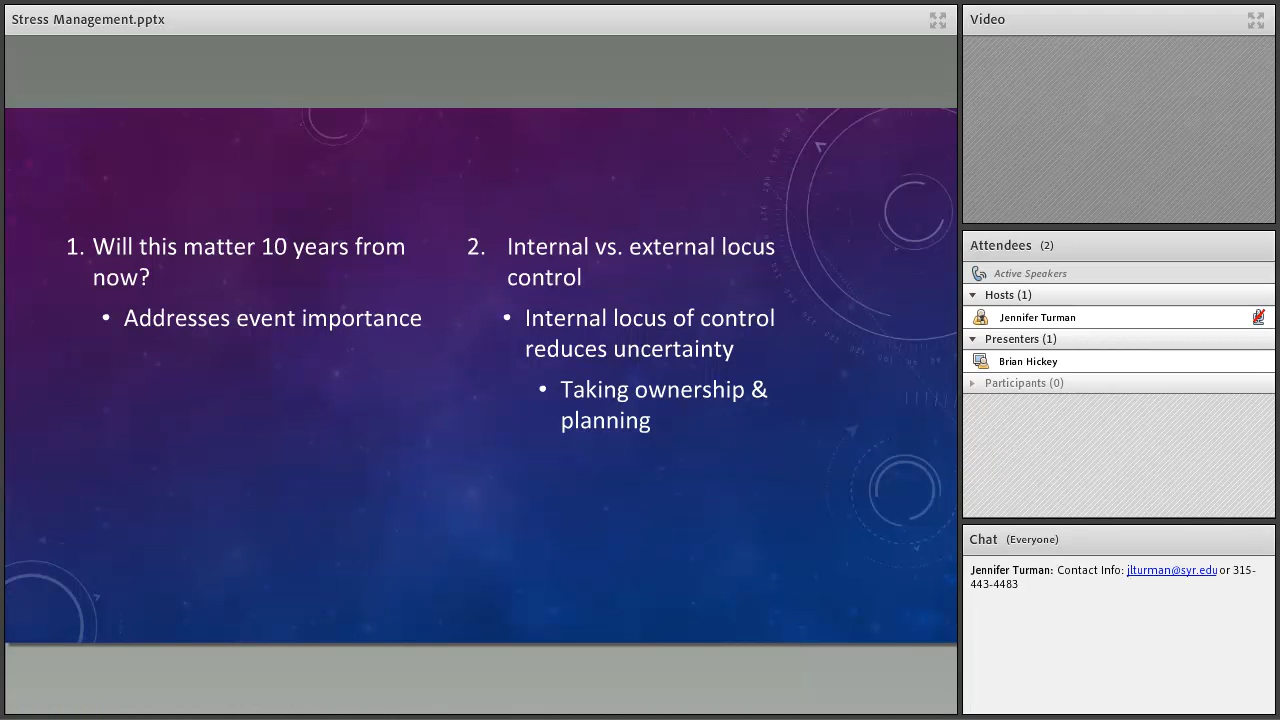 Stress Management.pptx
1. Will this matter 10 years from
now?
• Addresses event importance
2. Internal vs. external locus
control
• Internal locus of control
reduces uncertainty
• Taking ownership &
planning
Video
Attendees (2)
Active Speakers
Hosts (1)
Jennifer Turman
Presenters (1)
Brian Hickey
Participants (0)
Chat (Everyone)
Jennifer Turman: Contact Info: jlturman@syr.edu or 315-
443-4483